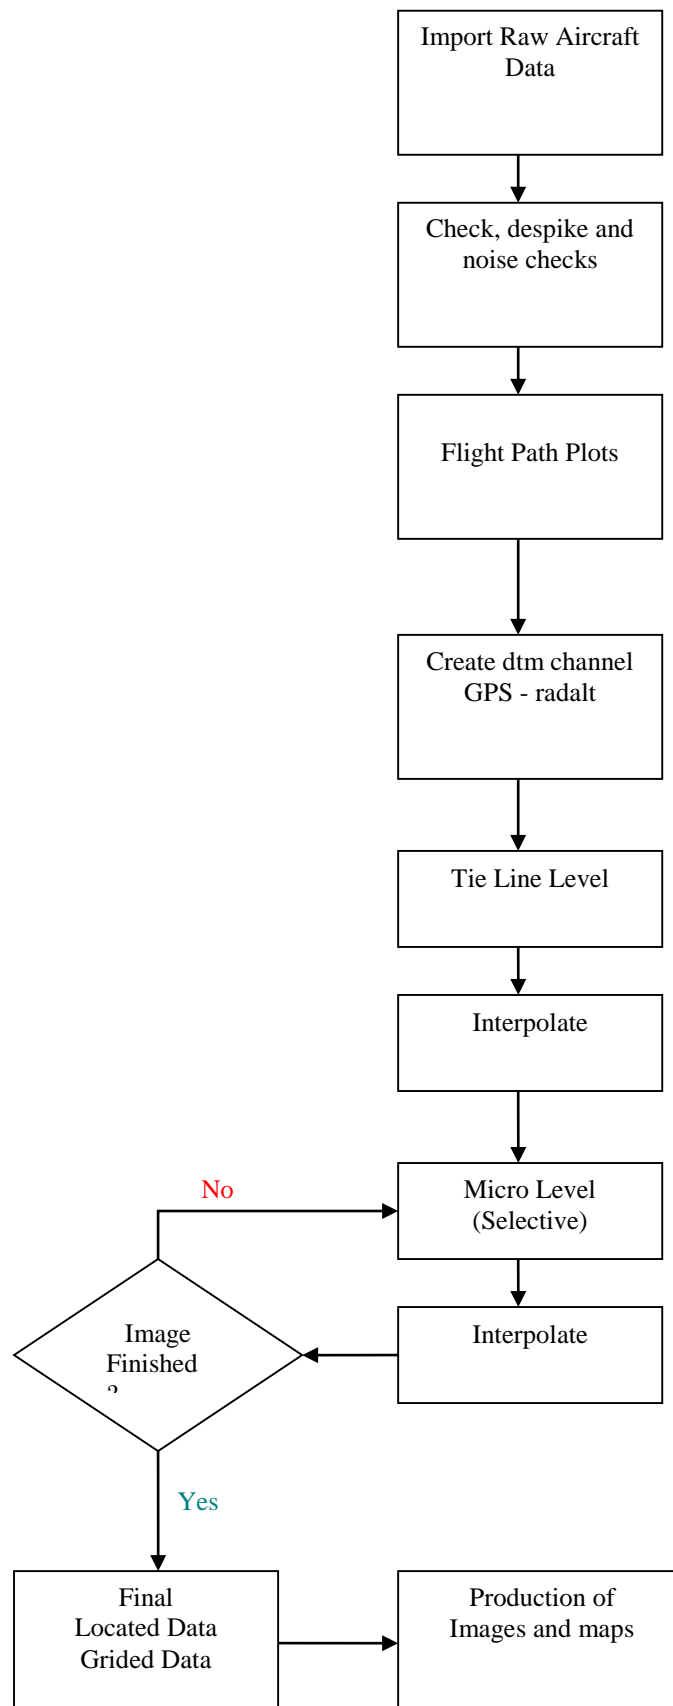 Import Raw Aircraft
Data
Check, despike and
noise checks
Flight Path Plots
Create dtm channel
GPS - radalt
Tie Line Level
Interpolate
No
Micro Level
(Selective)
Image
Finished
?
Interpolate
Yes
Final
Located Data
Grided Data
Production of
Images and maps